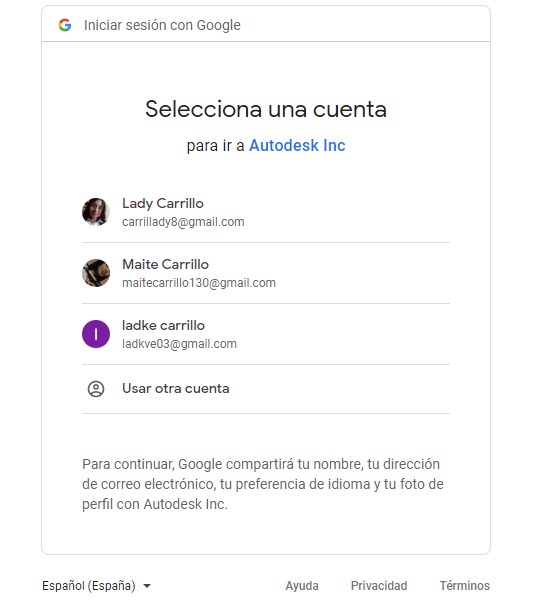 Iniciar sesión con Google
Selecciona una cuenta
para ir a Autodesk Inc
Lady Carrillo
carrillady8@gmail.com
Maite Carrillo
maitecarrillo130@gmail.com
l
ladke carrillo
ladkve03@gmail.com
Usar otra cuenta
Para continuar, Google compartirá tu nombre, tu dirección
de correo electrónico, tu preferencia de idioma y tu foto de
perfil con Autodesk Inc.
Español (España)
Ayuda Privacidad Términos